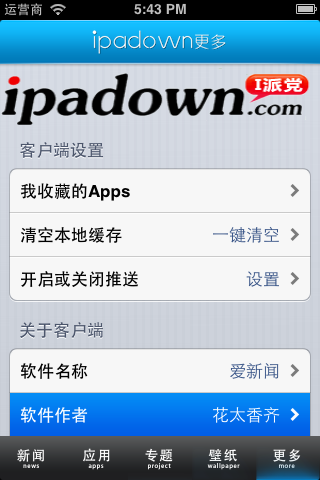 运营商 5:43 PM
ipadown更多
ipadown.com I派党
客户端设置
我收藏的Apps
清空本地缓存 一键清空
开启或关闭推送 设置
关于客户端
软件名称 爱新闻
软件作者 花太香齐
新闻 应用 专题 壁纸 更多
news apps project wallpaper more